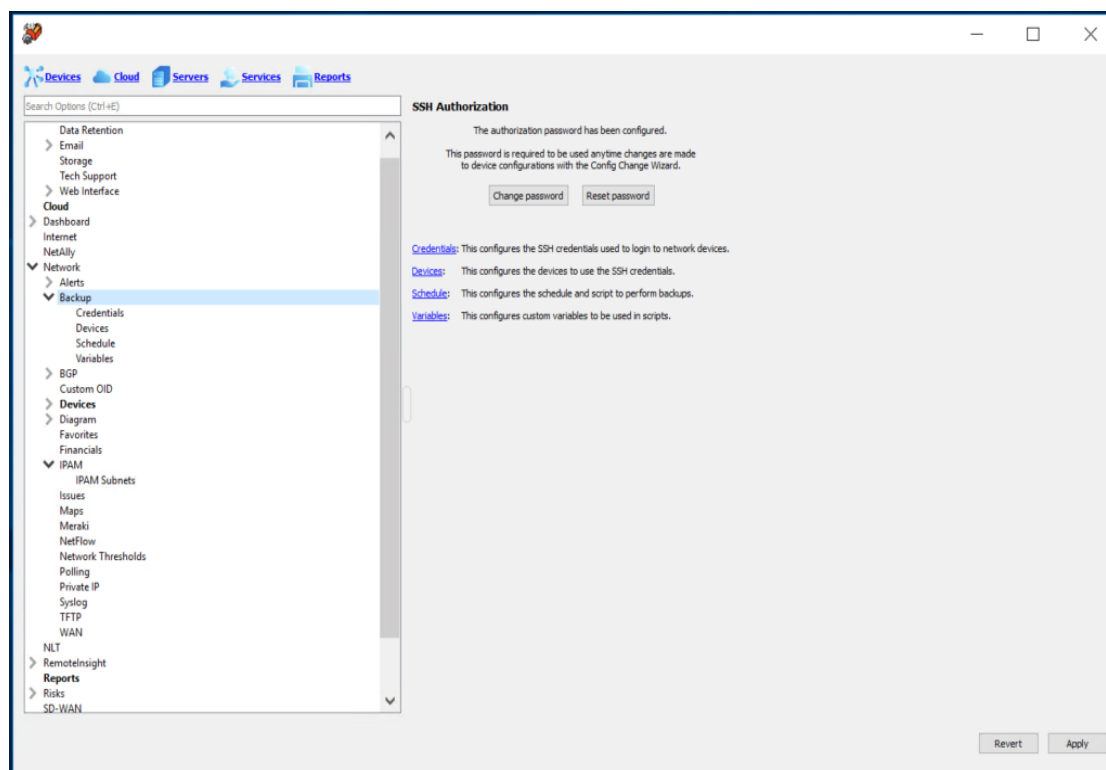 Devices Cloud Servers Services Reports
Search Options (Ctrl+E)
Data Retention
Email
Storage
Tech Support
Web Interface
Cloud
Dashboard
Internet
NetAlly
Network
Alerts
Backup
Credentials
Devices
Schedule
Variables
BGP
Custom OID
Devices
Diagram
Favorites
Financials
IPAM
IPAM Subnets
Issues
Maps
Meraki
NetFlow
Network Thresholds
Polling
Private IP
Syslog
TFTP
WAN
NLT
RemoteInsight
Reports
Risks
SD-WAN
SSH Authorization
The authorization password has been configured.
This password is required to be used anytime changes are made
to device configurations with the Config Change Wizard.
Change password Reset password
Credentials: This configures the SSH credentials used to login to network devices.
Devices: This configures the devices to use the SSH credentials.
Schedule: This configures the schedule and script to perform backups.
Variables: This configures custom variables to be used in scripts.
Revert Apply